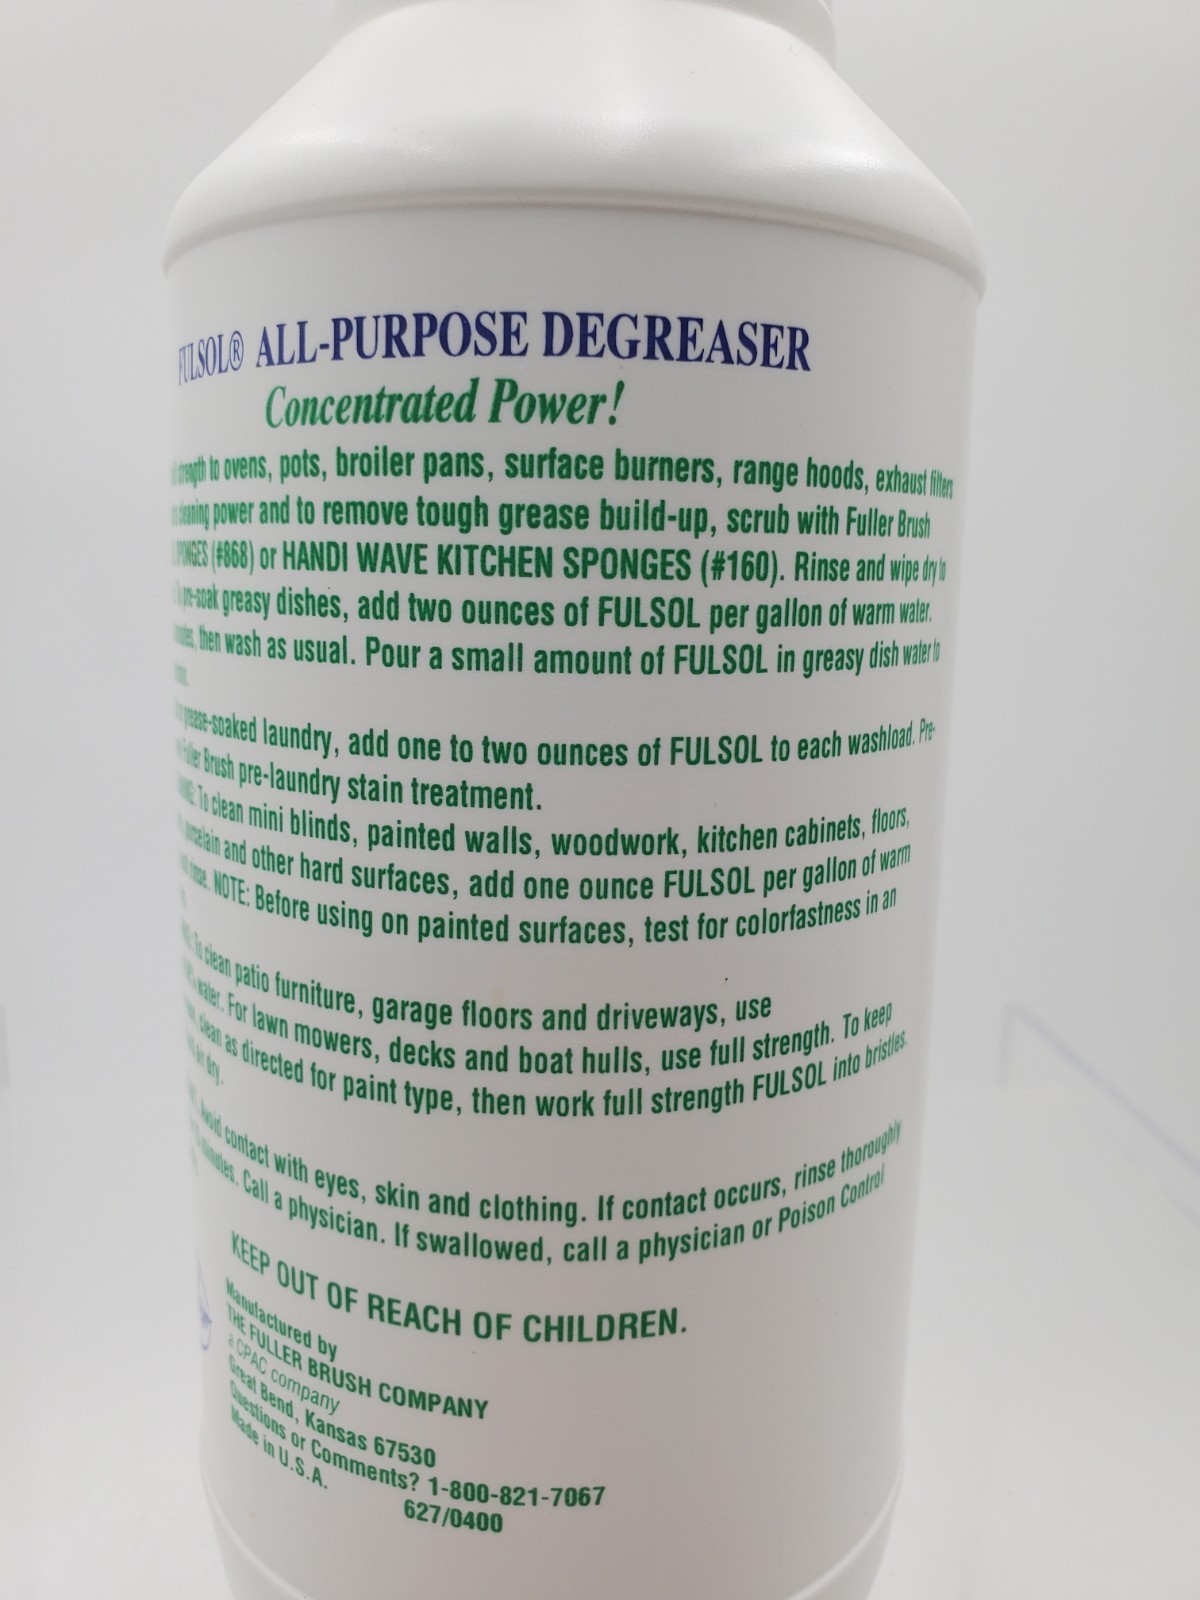 FULSOL® ALL-PURPOSE DEGREASER
Concentrated Power!
strength to ovens, pots, broiler pans, surface burners, range hoods, exhaust filters
cleaning power and to remove tough grease build-up, scrub with Fuller Brush
SPONGES (#868) or HANDI WAVE KITCHEN SPONGES (#160). Rinse and wipe dry to
pre-soak greasy dishes, add two ounces of FULSOL per gallon of warm water.
then wash as usual. Pour a small amount of FULSOL in greasy dish water to
grease-soaked laundry, add one to two ounces of FULSOL to each washload. Pre-
Fuller Brush pre-laundry stain treatment.
To clean mini blinds, painted walls, woodwork, kitchen cabinets, floors,
porcelain and other hard surfaces, add one ounce FULSOL per gallon of warm
rinse. NOTE: Before using on painted surfaces, test for colorfastness in an
To clean patio furniture, garage floors and driveways, use
water. For lawn mowers, decks and boat hulls, use full strength. To keep
clean as directed for paint type, then work full strength FULSOL into bristles.
air dry.
Avoid contact with eyes, skin and clothing. If contact occurs, rinse thoroughly
minutes. Call a physician. If swallowed, call a physician or Poison Control
KEEP OUT OF REACH OF CHILDREN.
Manufactured by
THE FULLER BRUSH COMPANY
a CPAC company
Great Bend, Kansas 67530
Questions or Comments? 1-800-821-7067
Made in U.S.A.
627/0400